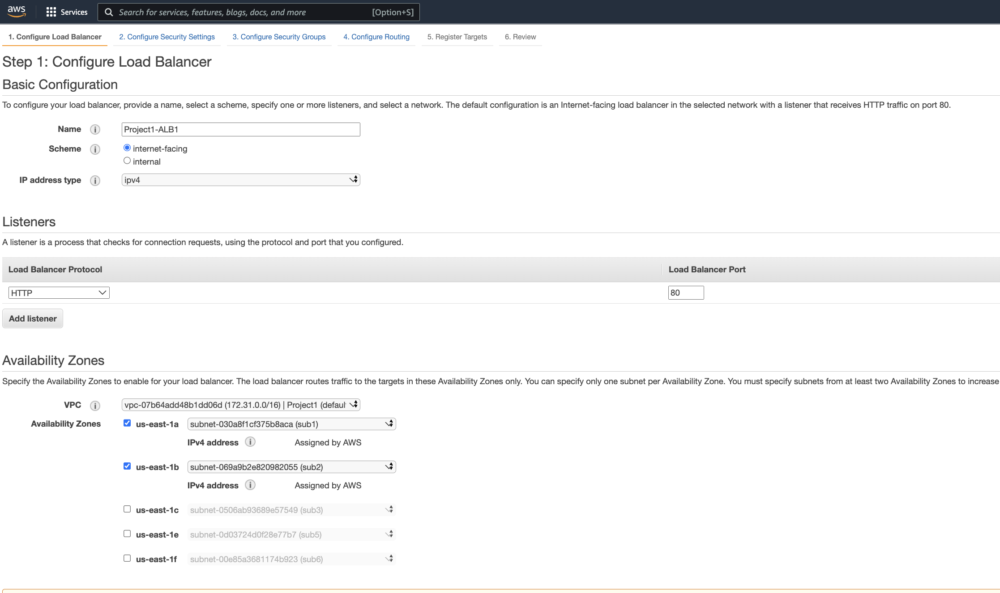 aws Services Search for services, features, blogs, docs, and more [Option+S]
1. Configure Load Balancer 2. Configure Security Settings 3. Configure Security Groups 4. Configure Routing 5. Register Targets 6. Review
Step 1: Configure Load Balancer
Basic Configuration
To configure your load balancer, provide a name, select a scheme, specify one or more listeners, and select a network. The default configuration is an Internet-facing load balancer in the selected network with a listener that receives HTTP traffic on port 80.
Name i Project1-ALB1
Scheme i internet-facing
internal
IP address type i ipv4
Listeners
A listener is a process that checks for connection requests, using the protocol and port that you configured.
Load Balancer Protocol Load Balancer Port
HTTP 80
Add listener
Availability Zones
Specify the Availability Zones to enable for your load balancer. The load balancer routes traffic to the targets in these Availability Zones only. You can specify only one subnet per Availability Zone. You must specify subnets from at least two Availability Zones to increase
VPC i vpc-07b64add48b1dd06d (172.31.0.0/16) | Project1 (defaul
Availability Zones us-east-1a subnet-030a8f1cf375b8aca (sub1)
IPv4 address i Assigned by AWS
us-east-1b subnet-069a9b2e820982055 (sub2)
IPv4 address i Assigned by AWS
us-east-1c subnet-0506ab93689e57549 (sub3)
us-east-1e subnet-0d03724d0f28e77b7 (sub5)
us-east-1f subnet-00e85a3681174b923 (sub6)